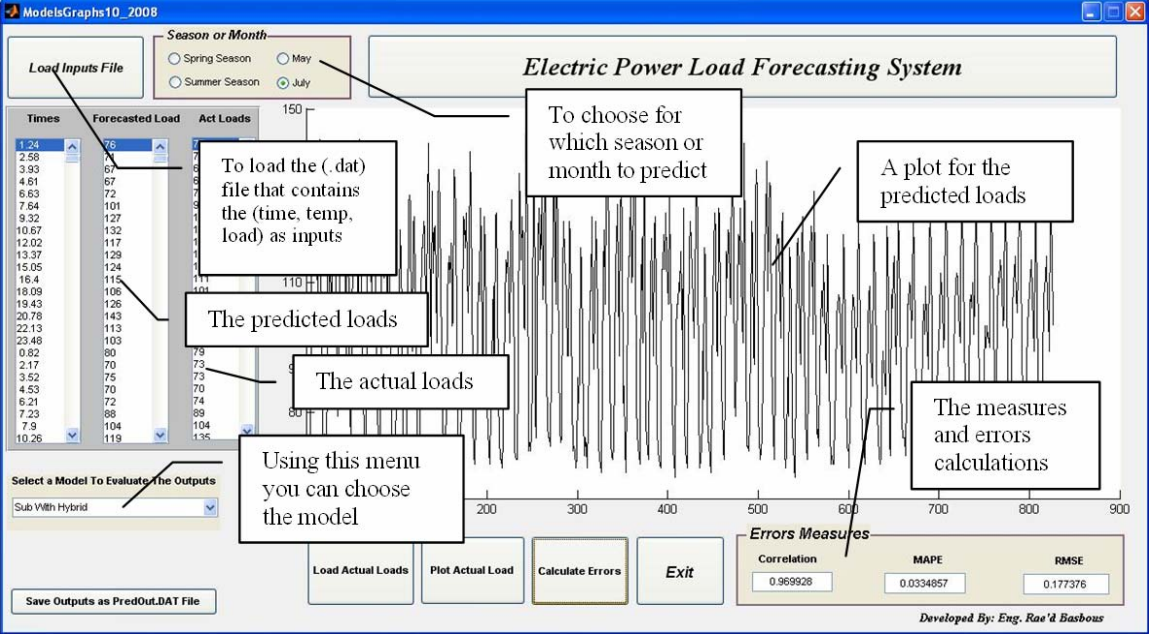 ModelsGraphs10_2008
Load Inputs File
Season or Month
Spring Season
May
Summer Season
July
Electric Power Load Forecasting System
Times
Forecasted Load
Act Loads
1.24
2.58
3.93
4.61
6.63
7.64
9.32
10.67
12.02
13.37
15.05
16.4
18.09
19.43
20.78
22.13
23.48
0.82
2.17
3.52
4.53
6.21
7.23
7.9
10.26
76
71
67
67
72
101
127
132
117
129
124
115
106
126
143
113
103
80
70
75
70
72
88
104
119
111
101
79
73
73
70
74
89
104
135
To load the (.dat)
file that contains
the (time, temp,
load) as inputs
To choose for
which season or
month to predict
A plot for the
predicted loads
The predicted loads
The actual loads
The measures
and errors
calculations
Using this menu
you can choose
the model
150
110
80
200
300
400
500
600
700
800
900
Select a Model To Evaluate The Outputs
Sub With Hybrid
Save Outputs as PredOut.DAT File
Load Actual Loads
Plot Actual Load
Calculate Errors
Exit
Errors Measures
Correlation
MAPE
RMSE
0.969928
0.0334857
0.177376
Developed By: Eng. Rae'd Basbous